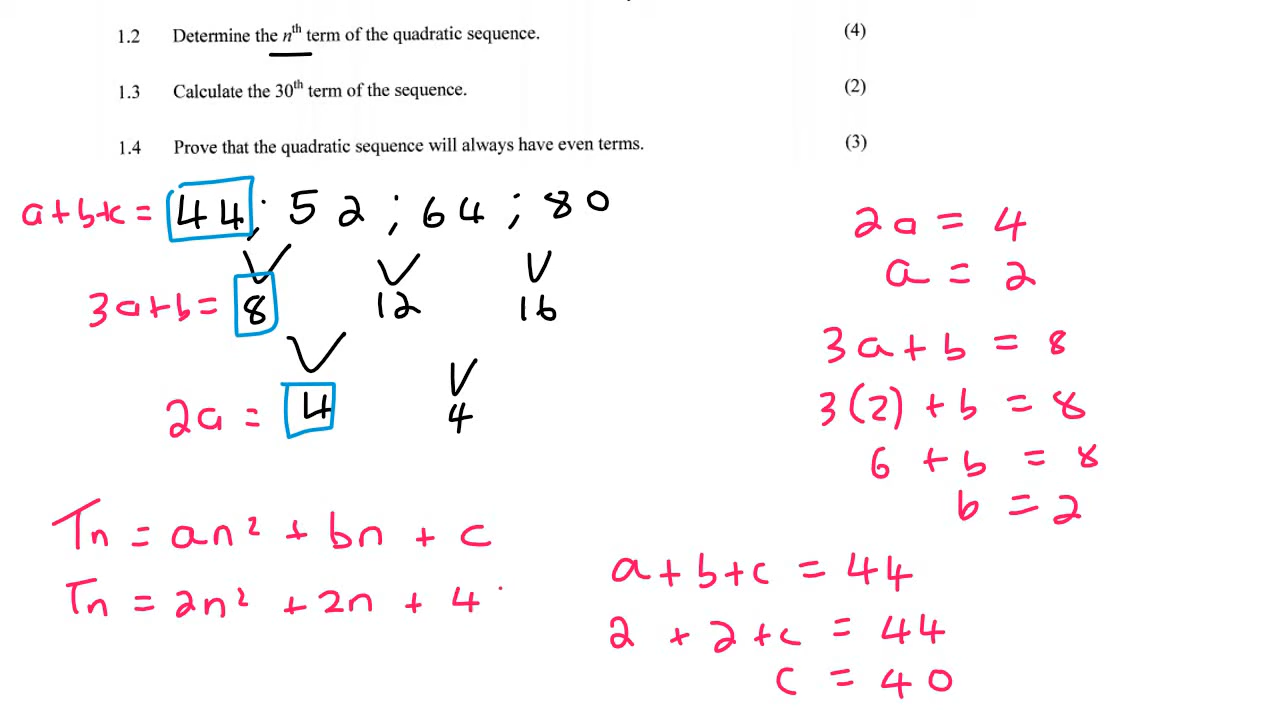 1.2 Determine the nth term of the quadratic sequence. (4)
1.3 Calculate the 30th term of the sequence. (2)
1.4 Prove that the quadratic sequence will always have even terms. (3)
a+b+c = 44 ; 52 ; 64 ; 80
3a+b = 8 12 16
2a = 4 4
Tn = an² + bn + c
Tn = 2n² + 2n + 4
2a = 4
a = 2
3a + b = 8
3(2) + b = 8
6 + b = 8
b = 2
a + b + c = 44
2 + 2 + c = 44
c = 40